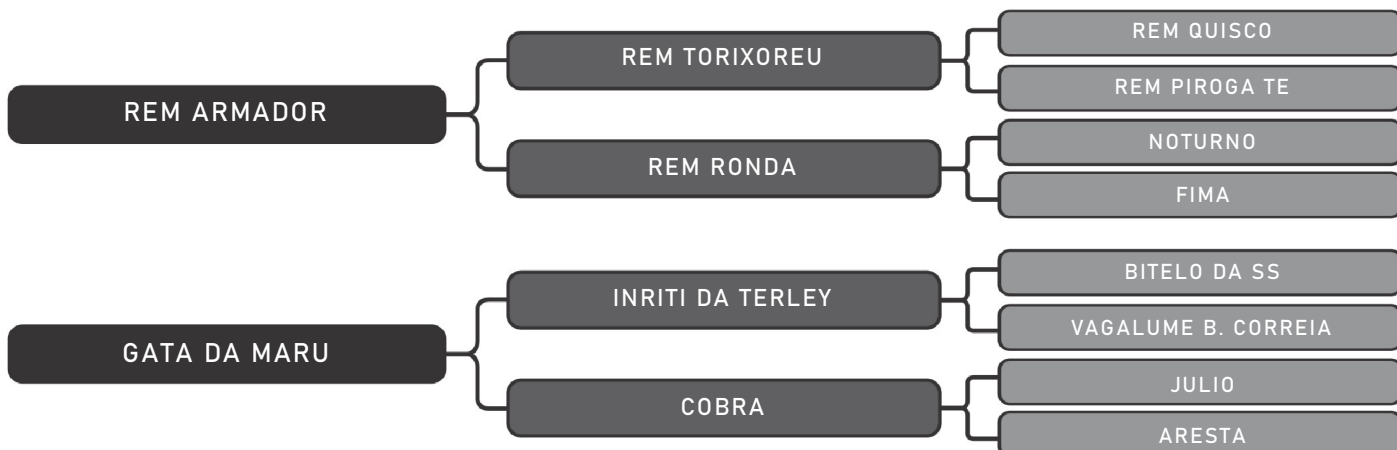 REM ARMADOR
REM TORIXOREU
REM QUISCO
REM PIROGA TE
REM RONDA
NOTURNO
FIMA
GATA DA MARU
INRITI DA TERLEY
BITELO DA SS
VAGALUME B. CORREIA
COBRA
JULIO
ARESTA